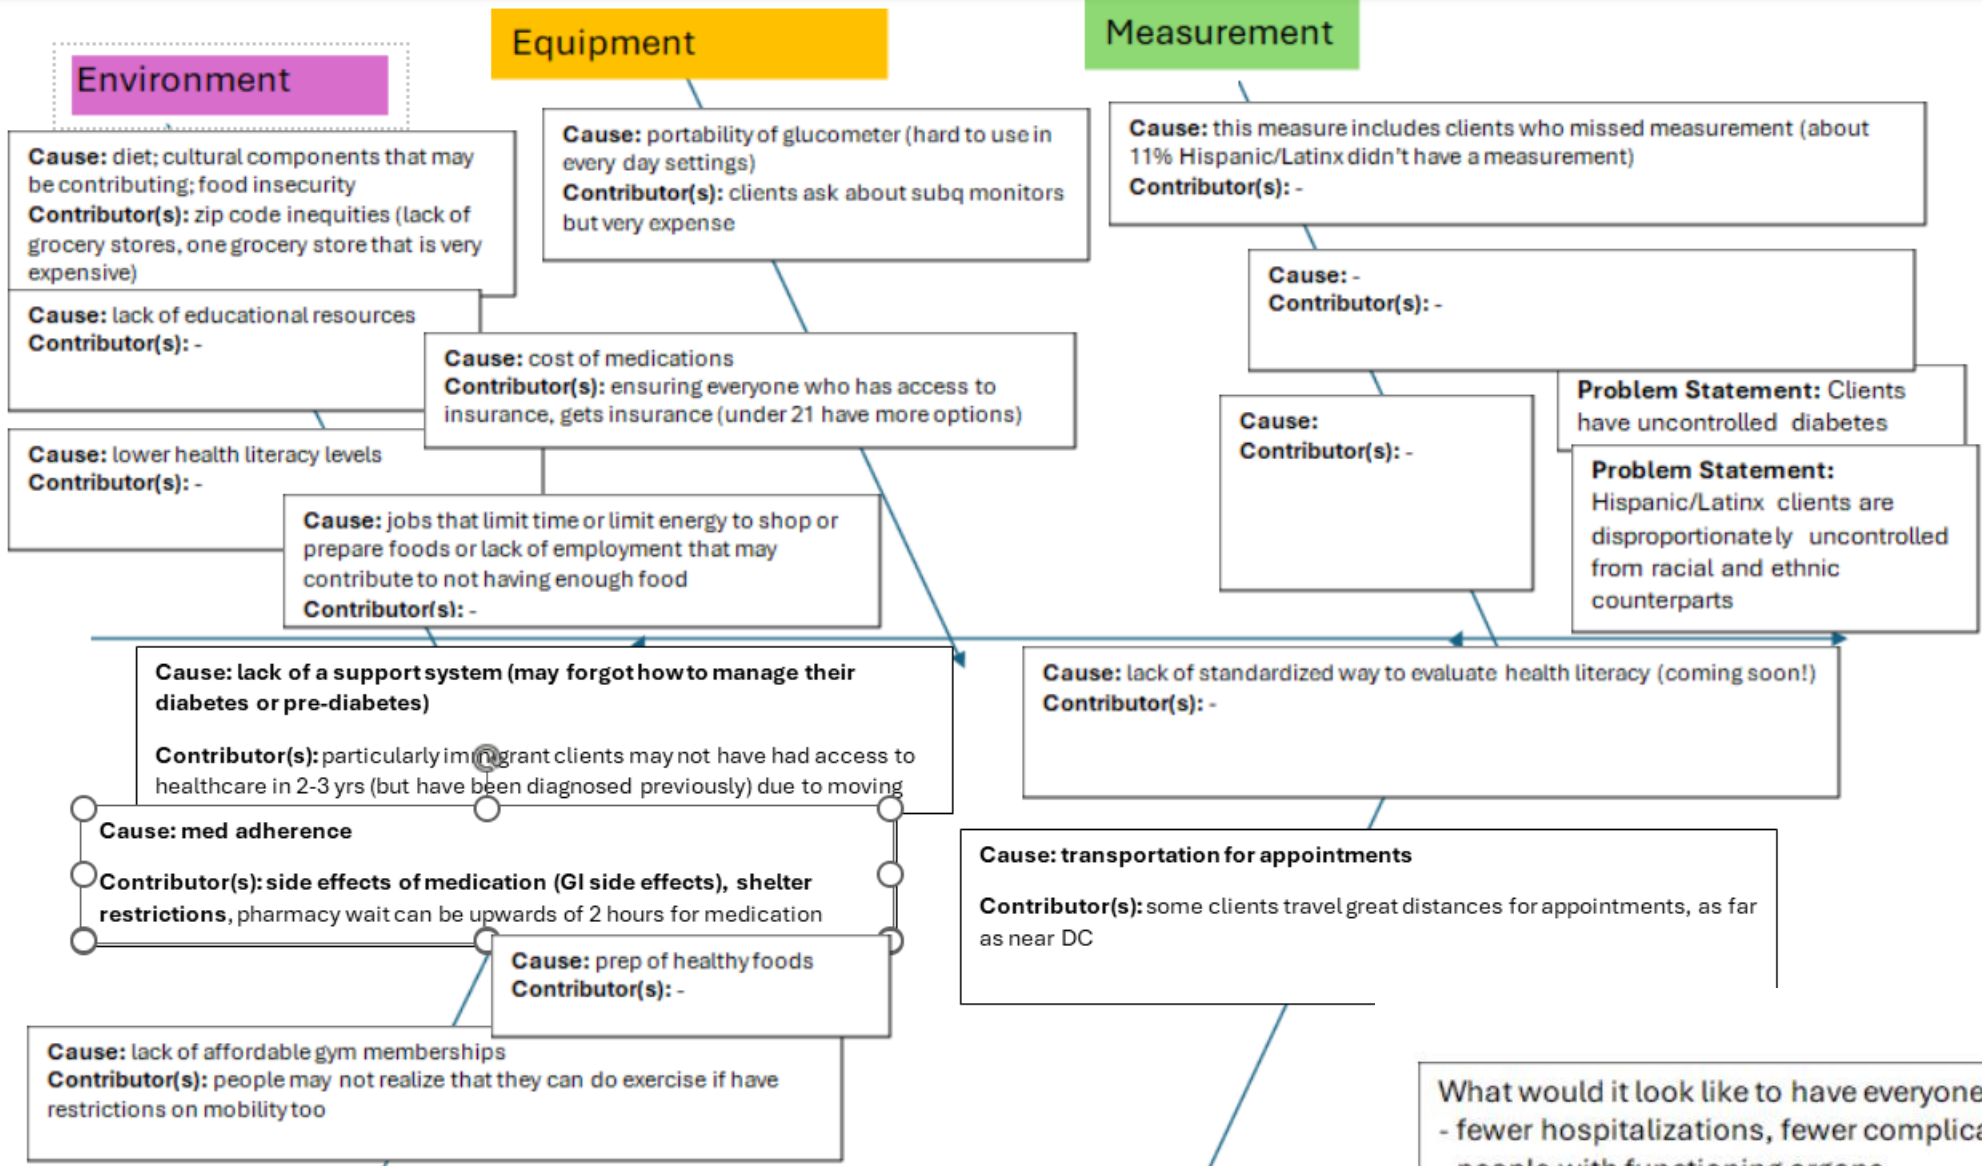 Environment
Equipment
Measurement
Cause: diet; cultural components that may
be contributing; food insecurity
Contributor(s): zip code inequities (lack of
grocery stores, one grocery store that is very
expensive)
Cause: lack of educational resources
Contributor(s): -
Cause: lower health literacy levels
Contributor(s): -
Cause: jobs that limit time or limit energy to shop or
prepare foods or lack of employment that may
contribute to not having enough food
Contributor(s): -
Cause: portability of glucometer (hard to use in
every day settings)
Contributor(s): clients ask about subq monitors
but very expense
Cause: cost of medications
Contributor(s): ensuring everyone who has access to
insurance, gets insurance (under 21 have more options)
Cause: this measure includes clients who missed measurement (about
11% Hispanic/Latinx didn't have a measurement)
Contributor(s): -
Cause: -
Contributor(s): -
Cause:
Contributor(s): -
Problem Statement: Clients
have uncontrolled diabetes
Problem Statement:
Hispanic/Latinx clients are
disproportionately uncontrolled
from racial and ethnic
counterparts
Cause: lack of a support system (may forgot how to manage their
diabetes or pre-diabetes)
Contributor(s): particularly immigrant clients may not have had access to
healthcare in 2-3 yrs (but have been diagnosed previously) due to moving
Cause: med adherence
Contributor(s): side effects of medication (GI side effects), shelter
restrictions, pharmacy wait can be upwards of 2 hours for medication
Cause: prep of healthy foods
Contributor(s): -
Cause: lack of affordable gym memberships
Contributor(s): people may not realize that they can do exercise if have
restrictions on mobility too
Cause: lack of standardized way to evaluate health literacy (coming soon!)
Contributor(s): -
Cause: transportation for appointments
Contributor(s): some clients travel great distances for appointments, as far
as near DC
What would it look like to have everyone
- fewer hospitalizations, fewer complica
people with functioning organs